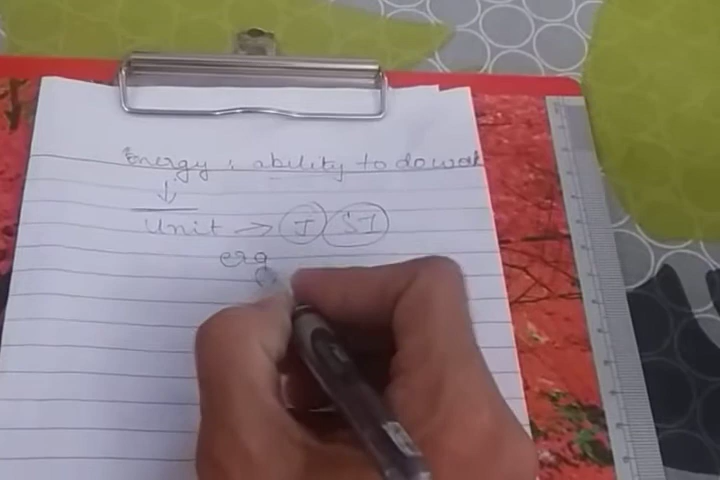 Energy : ability to do work
Unit → J SI
erg